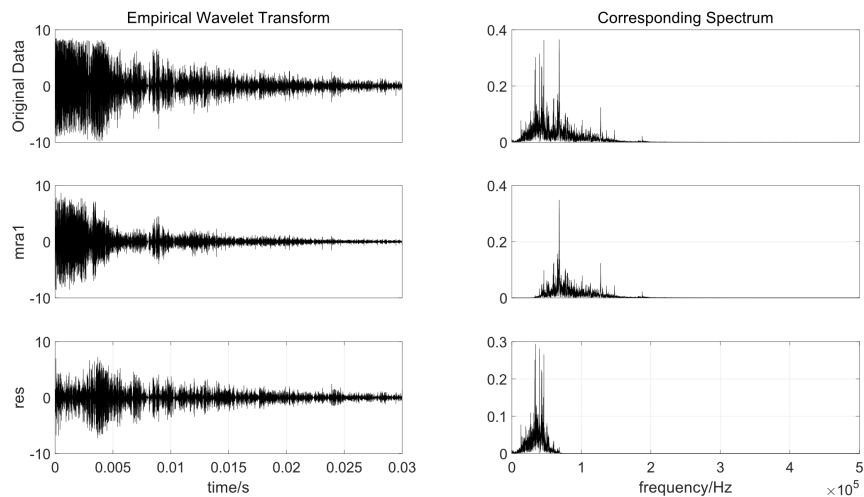 Empirical Wavelet Transform
Corresponding Spectrum
Original Data
10
0
-10
0.4
0.2
0
mra1
10
0
-10
0.4
0.2
0
res
10
0
-10
0 0.005 0.01 0.015 0.02 0.025 0.03
time/s
0.3
0.2
0.1
0
0 1 2 3 4 5
frequency/Hz
×10⁵